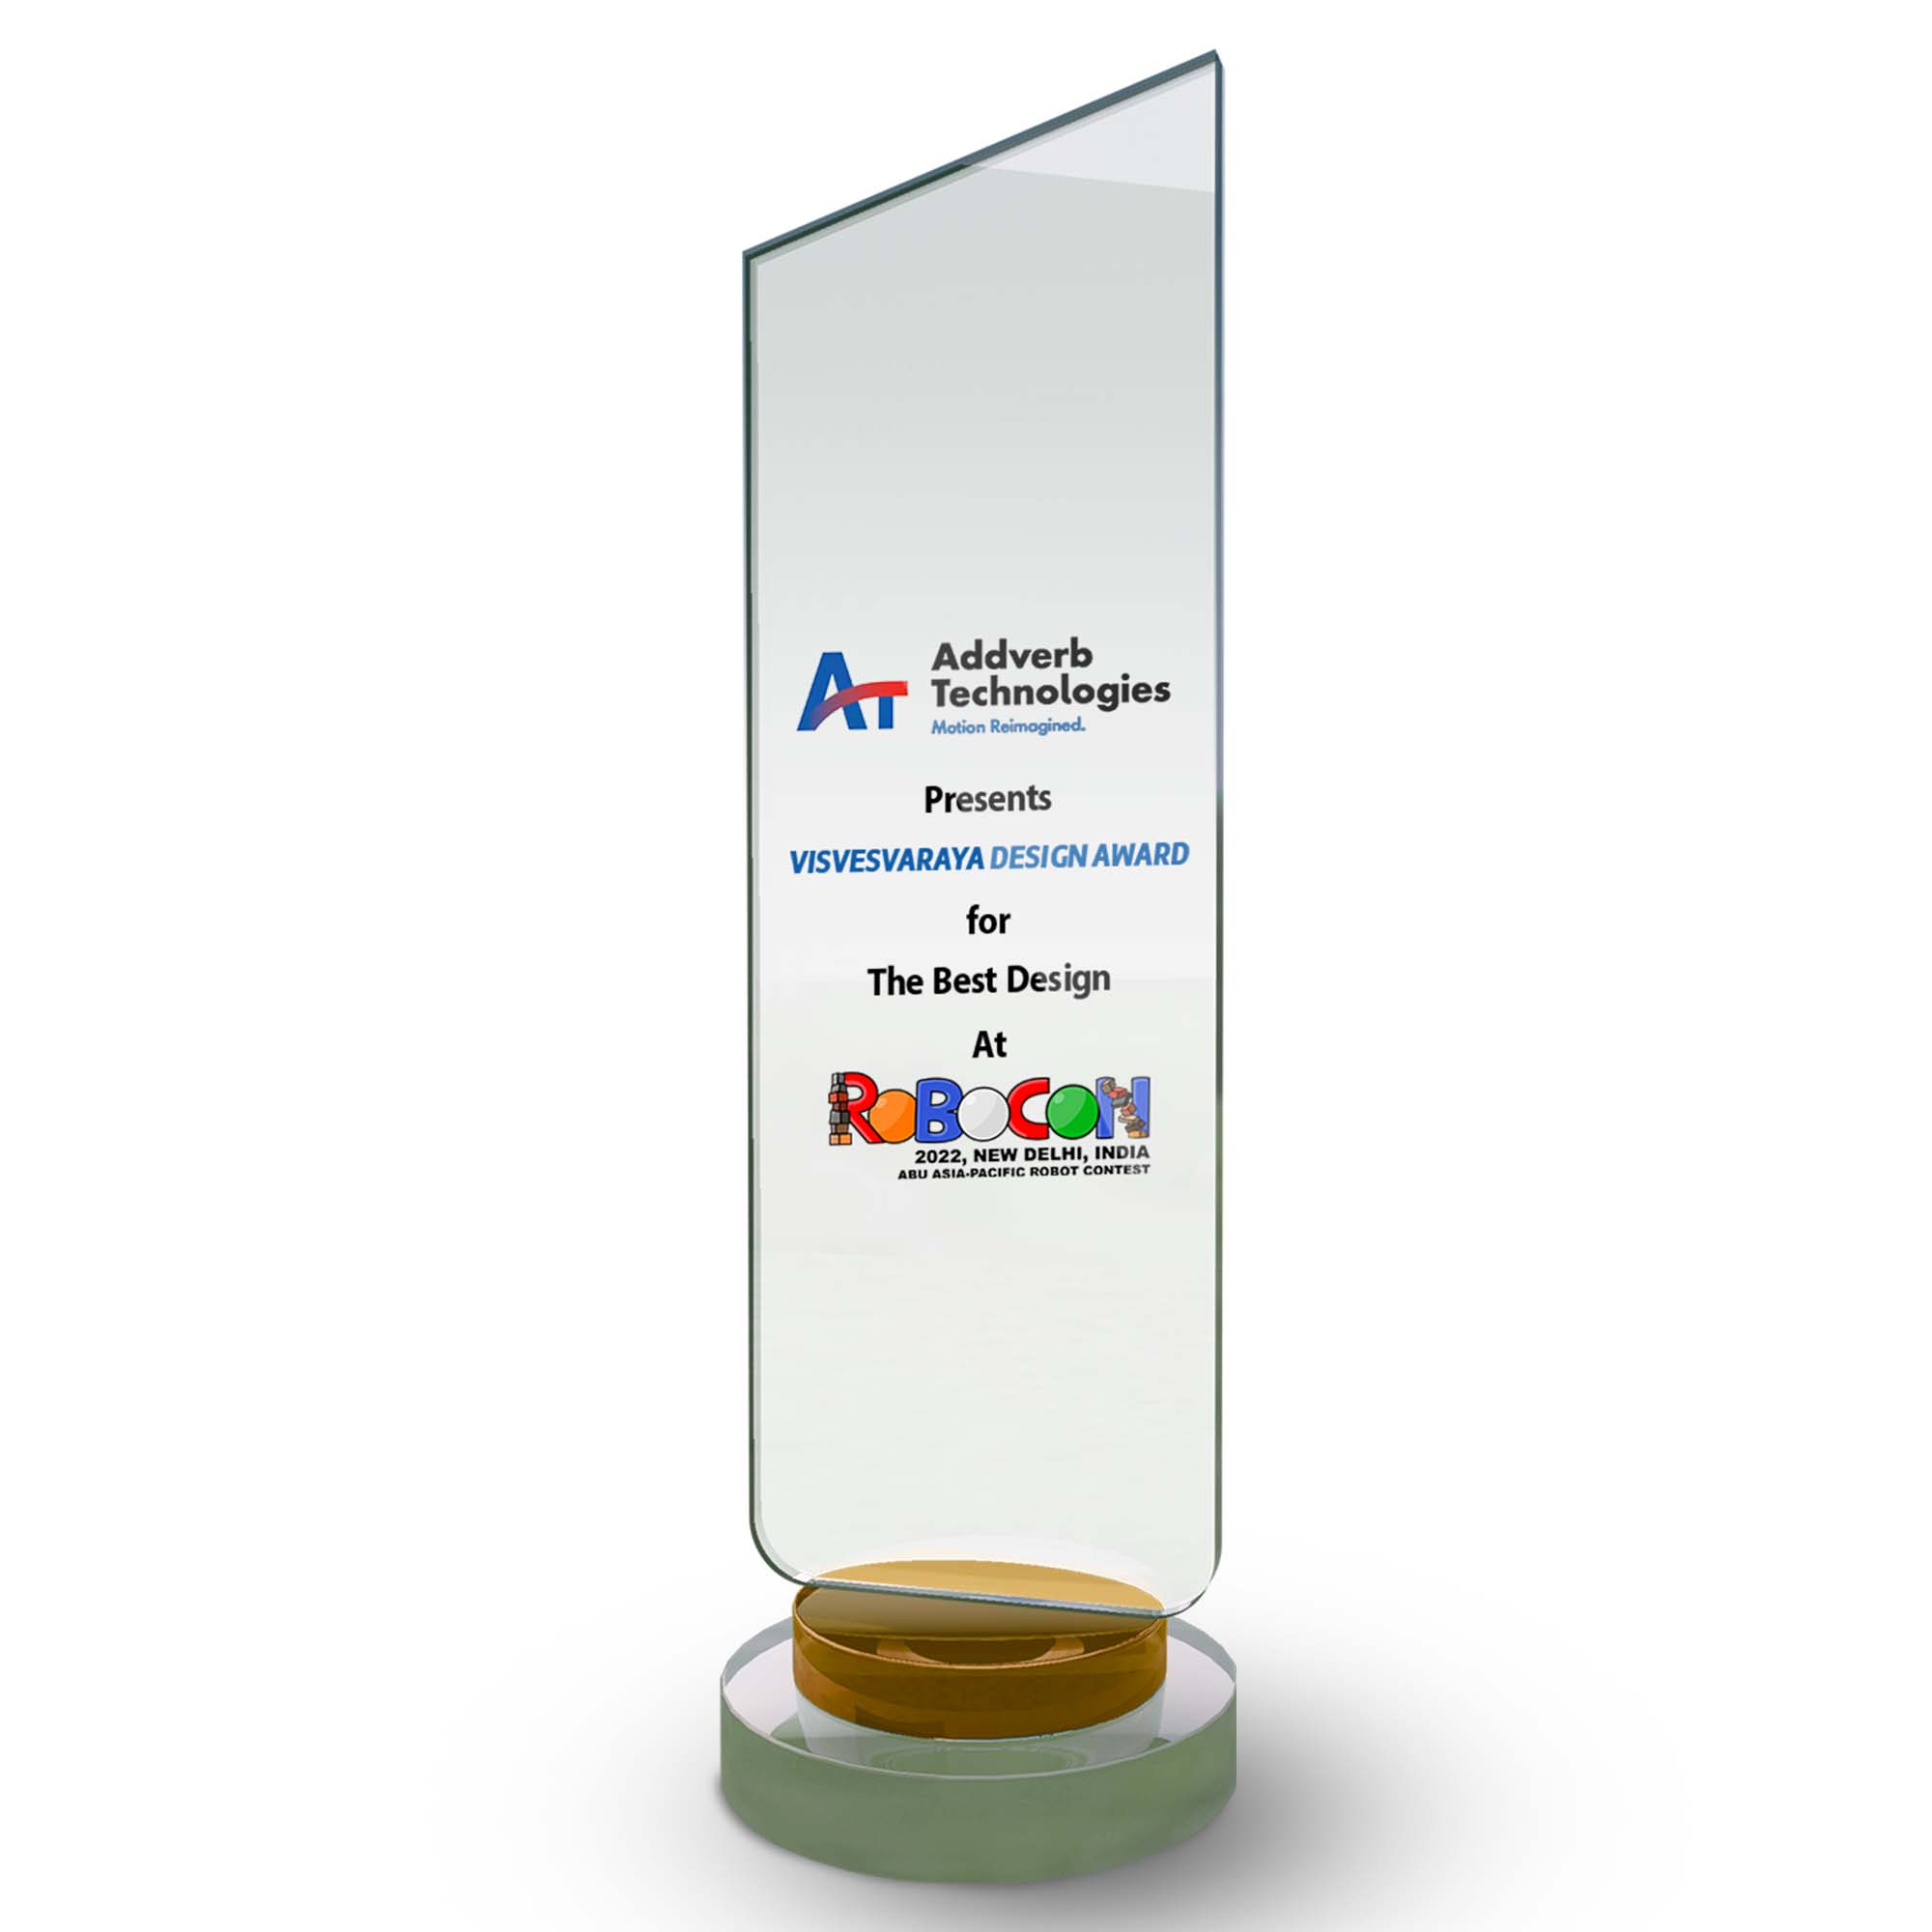 AT
Addverb
Technologies
Motion Reimagined.
Presents
VISVESVARAYA DESIGN AWARD
for
The Best Design
At
ROBOCON
2022, NEW DELHI, INDIA
ABU ASIA-PACIFIC ROBOT CONTEST